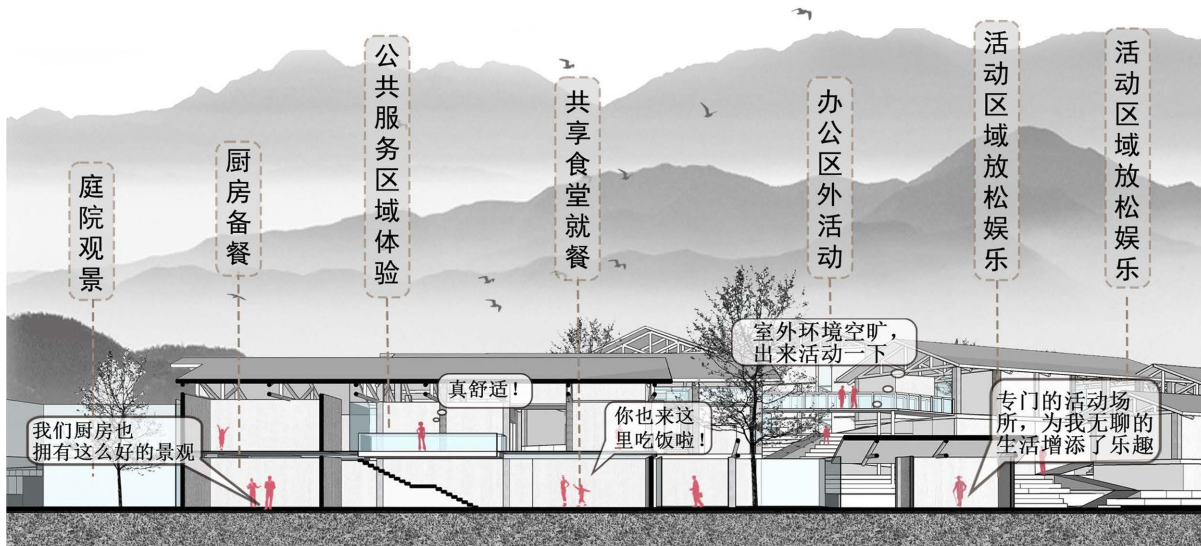 庭院观景
厨房备餐
公共服务区域体验
共享食堂就餐
办公区外活动
活动区域放松娱乐
活动区域放松娱乐
室外环境空旷，
出来活动一下
真舒适！
你也来这
里吃饭啦！
专门的活动场
所，为我无聊的
生活增添了乐趣
我们厨房也
拥有这么好的景观